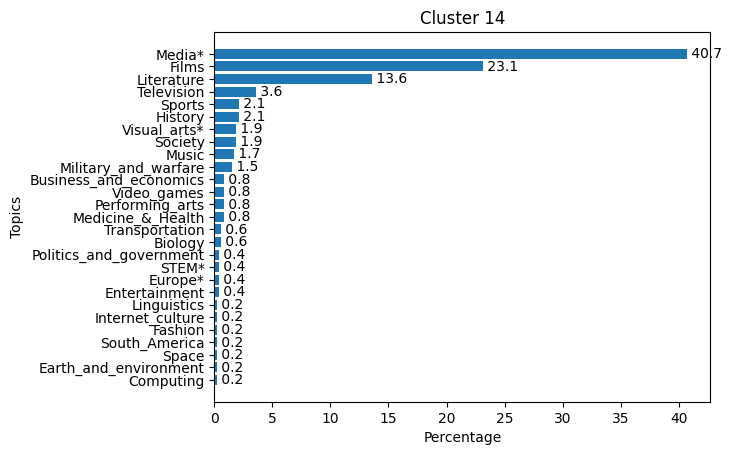 Cluster 14
Topics
Media* 40.7
Films 23.1
Literature 13.6
Television 3.6
Sports 2.1
History 2.1
Visual_arts* 1.9
Society 1.9
Music 1.7
Military_and_warfare 1.5
Business_and_economics 0.8
Video_games 0.8
Performing_arts 0.8
Medicine_&_Health 0.8
Transportation 0.6
Biology 0.6
Politics_and_government 0.4
STEM* 0.4
Europe* 0.4
Entertainment 0.4
Linguistics 0.2
Internet_culture 0.2
Fashion 0.2
South_America 0.2
Space 0.2
Earth_and_environment 0.2
Computing 0.2
0 5 10 15 20 25 30 35 40
Percentage